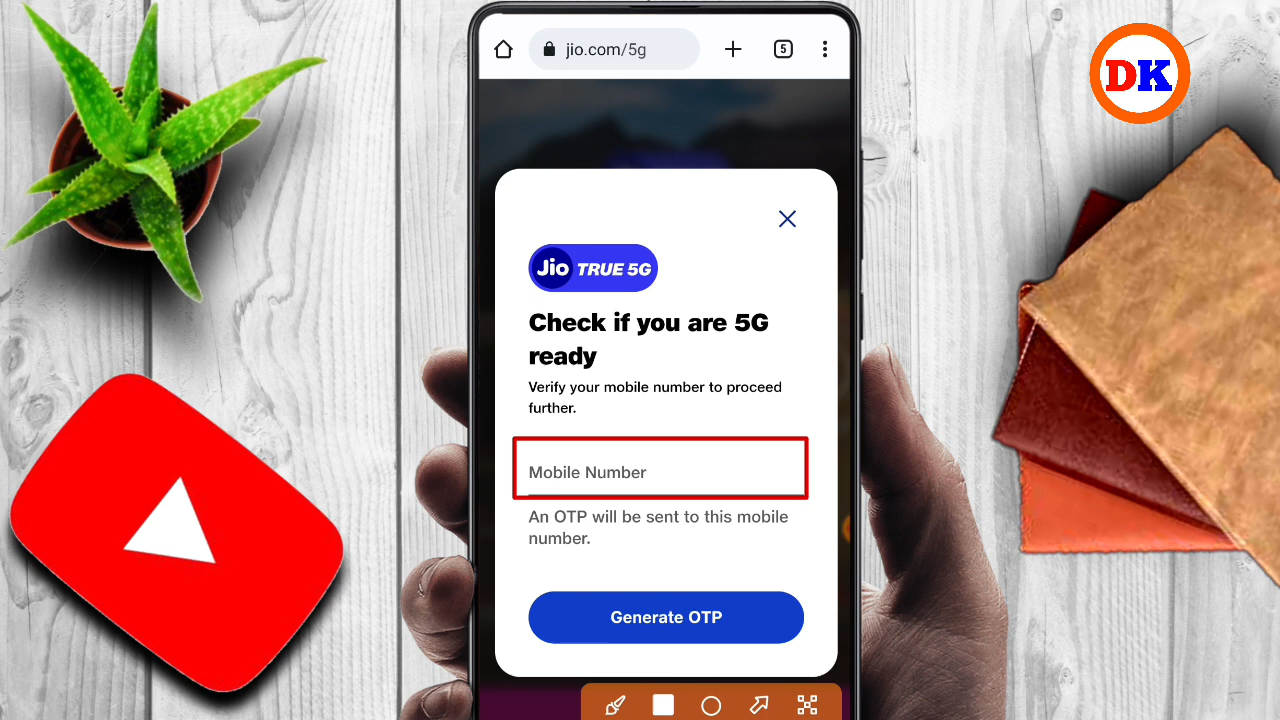 jio.com/5g
5
DK
Jio TRUE 5G
Check if you are 5G
ready
Verify your mobile number to proceed
further.
Mobile Number
An OTP will be sent to this mobile
number.
Generate OTP